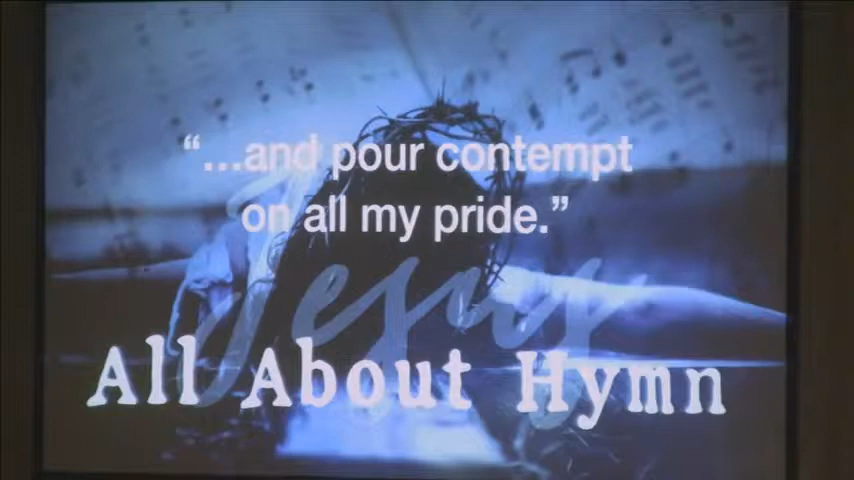 “...and pour contempt
on all my pride.”
Jesus
All About Hymn